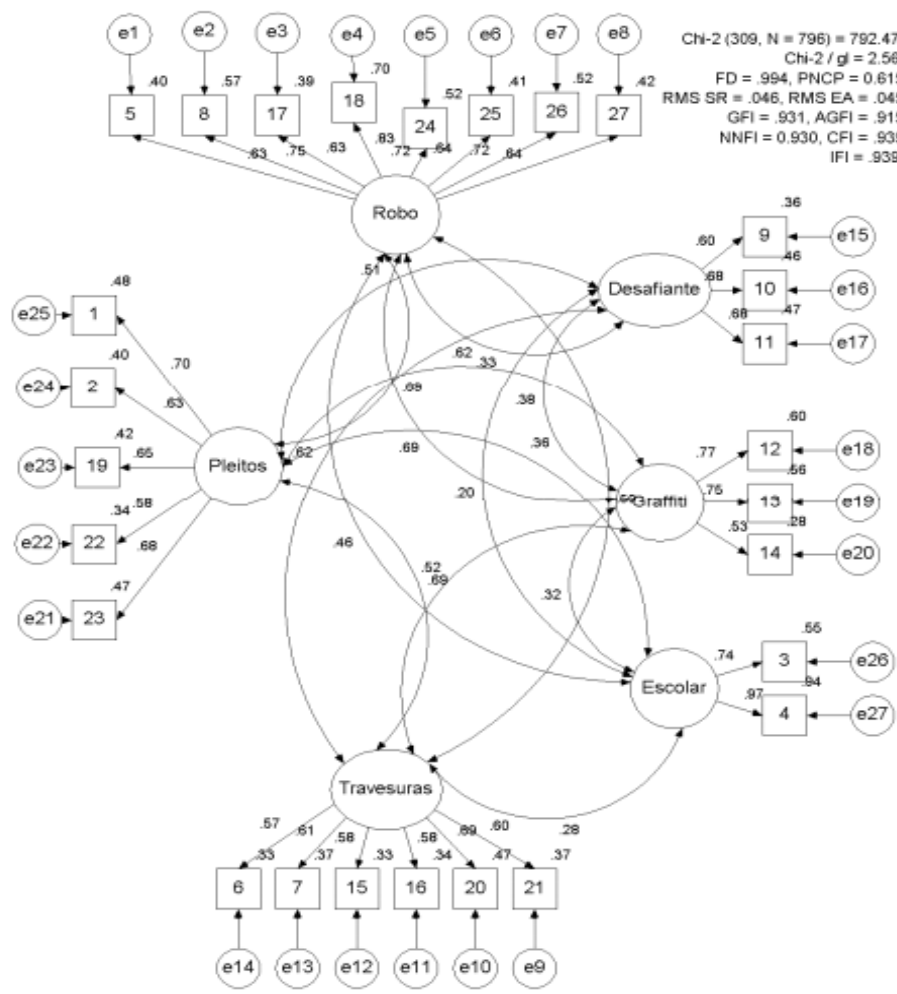 e1 e2 e3 e4 e5 e6 e7 e8
Chi-2 (309, N = 796) = 792.47
Chi-2 / gl = 2.56
FD = .994, PNCP = 0.61
RMS SR = .046, RMS EA = .04
GFI = .931, AGFI = .91
NNFI = 0.930, CFI = .93
IFI = .939
.40 .57 .39 .70 .52 .41 .52 .42
5 8 17 18 24 25 26 27
.63 .75 .63 .83 .72 .64 .72 .64
Robo
.36
.60 9 e15
.46
Desafiante .68 10 e16
.47
.68 11 e17
.51
.48
e25 1
.70
.62 .33
.40
e24 2
.63
.69 .38
.42
e23 19 .65
Pleitos .62 .69 .36
.60
.77 12 e18
.56
Graffiti .75 13 e19
.28
.53 14 e20
.34 .58
e22 22
.68
.20
.46 .52 .69 .32
.47
e21 23
.55
.74 3 e26
Escolar
.94
.97 4 e27
Travesuras
.57 .61 .58 .58 .69 .60 .28
.33 .37 .33 .34 .47 .37
6 7 15 16 20 21
e14 e13 e12 e11 e10 e9